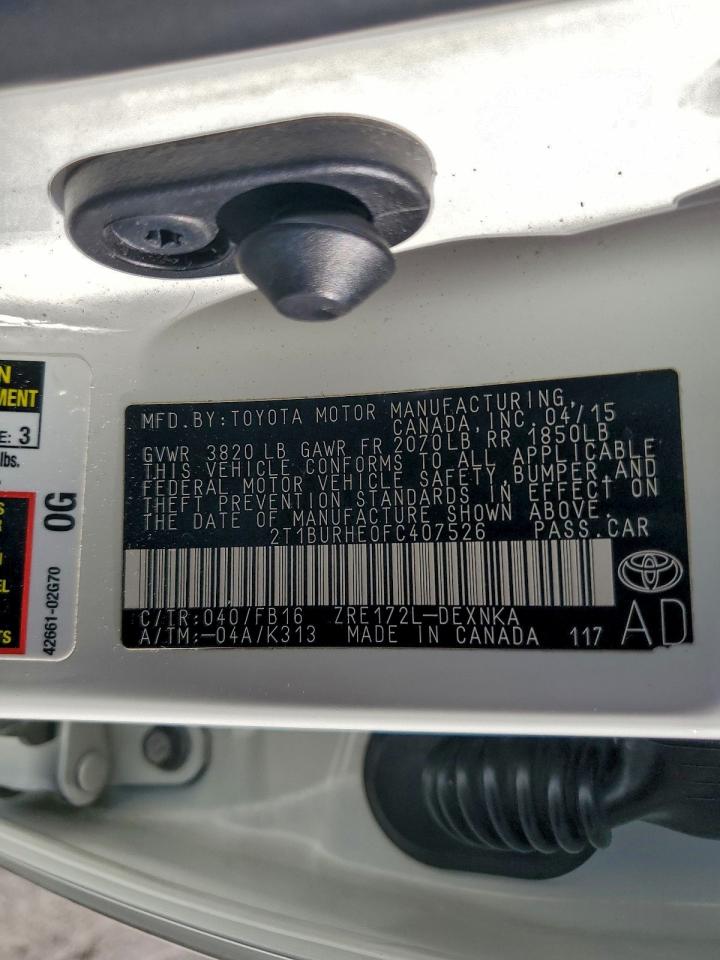 MFD.BY:TOYOTA MOTOR MANUFACTURING,
CANADA,INC. 04/15
GVWR 3820 LB GAWR FR 2070LB RR 1850LB
THIS VEHICLE CONFORMS TO ALL APPLICABLE
FEDERAL MOTOR VEHICLE SAFETY,BUMPER,AND
THEFT PREVENTION STANDARDS IN EFFECT ON
THE DATE OF MANUFACTURE SHOWN ABOVE.
2T1BURHE0FC407526 PASS.CAR
C/TR:040/FB16 ZRE172L-DEXNKA
A/TM:-04A/K313 MADE IN CANADA 117 AD
E: 3
lbs.
0G
42661-02G70